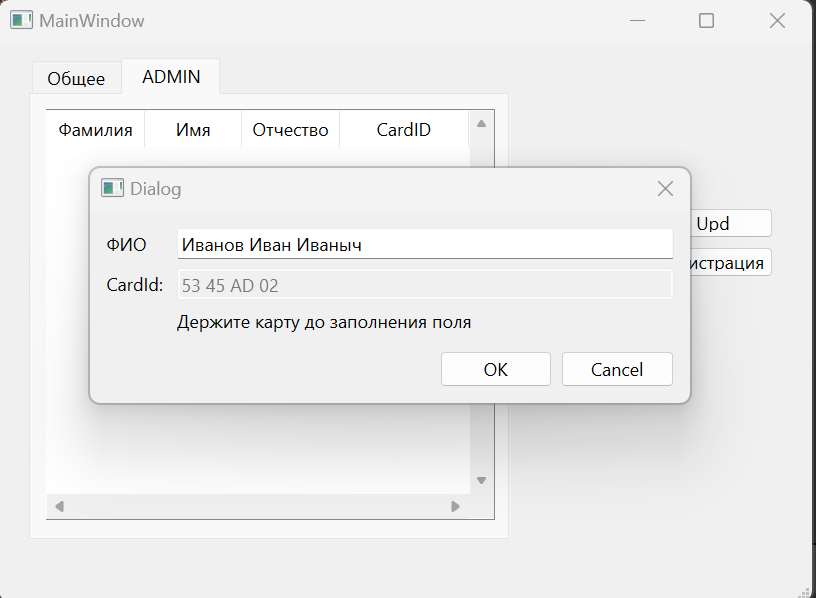 MainWindow
Общее ADMIN
Фамилия Имя Отчество CardID
Dialog
Upd
ФИО Иванов Иван Иваныч
истрация
CardId: 53 45 AD 02
Держите карту до заполнения поля
OK Cancel